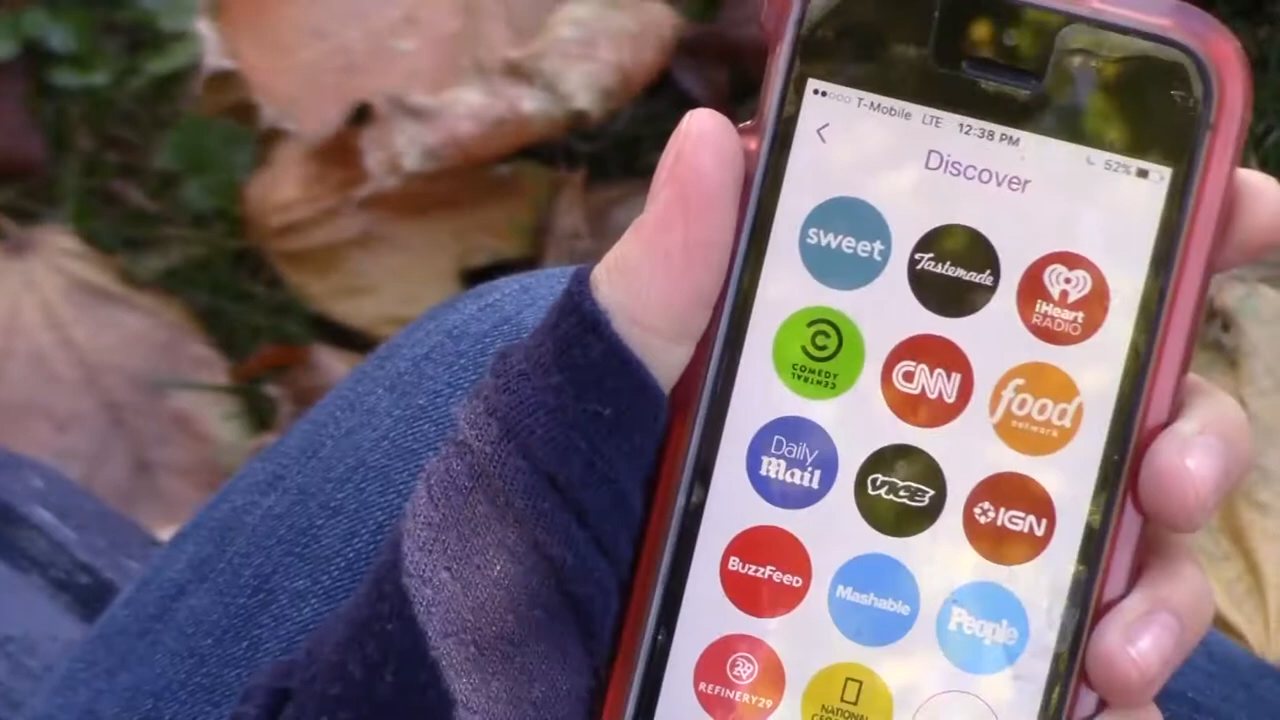 T-Mobile LTE 12:38 PM 52%
Discover
sweet
Tastemade
iHeart
RADIO
COMEDY
CENTRAL
CNN
food
network
Daily
Mail
VICE
IGN
BUZZFEED
Mashable
People
29
REFINERY29
NATIONAL